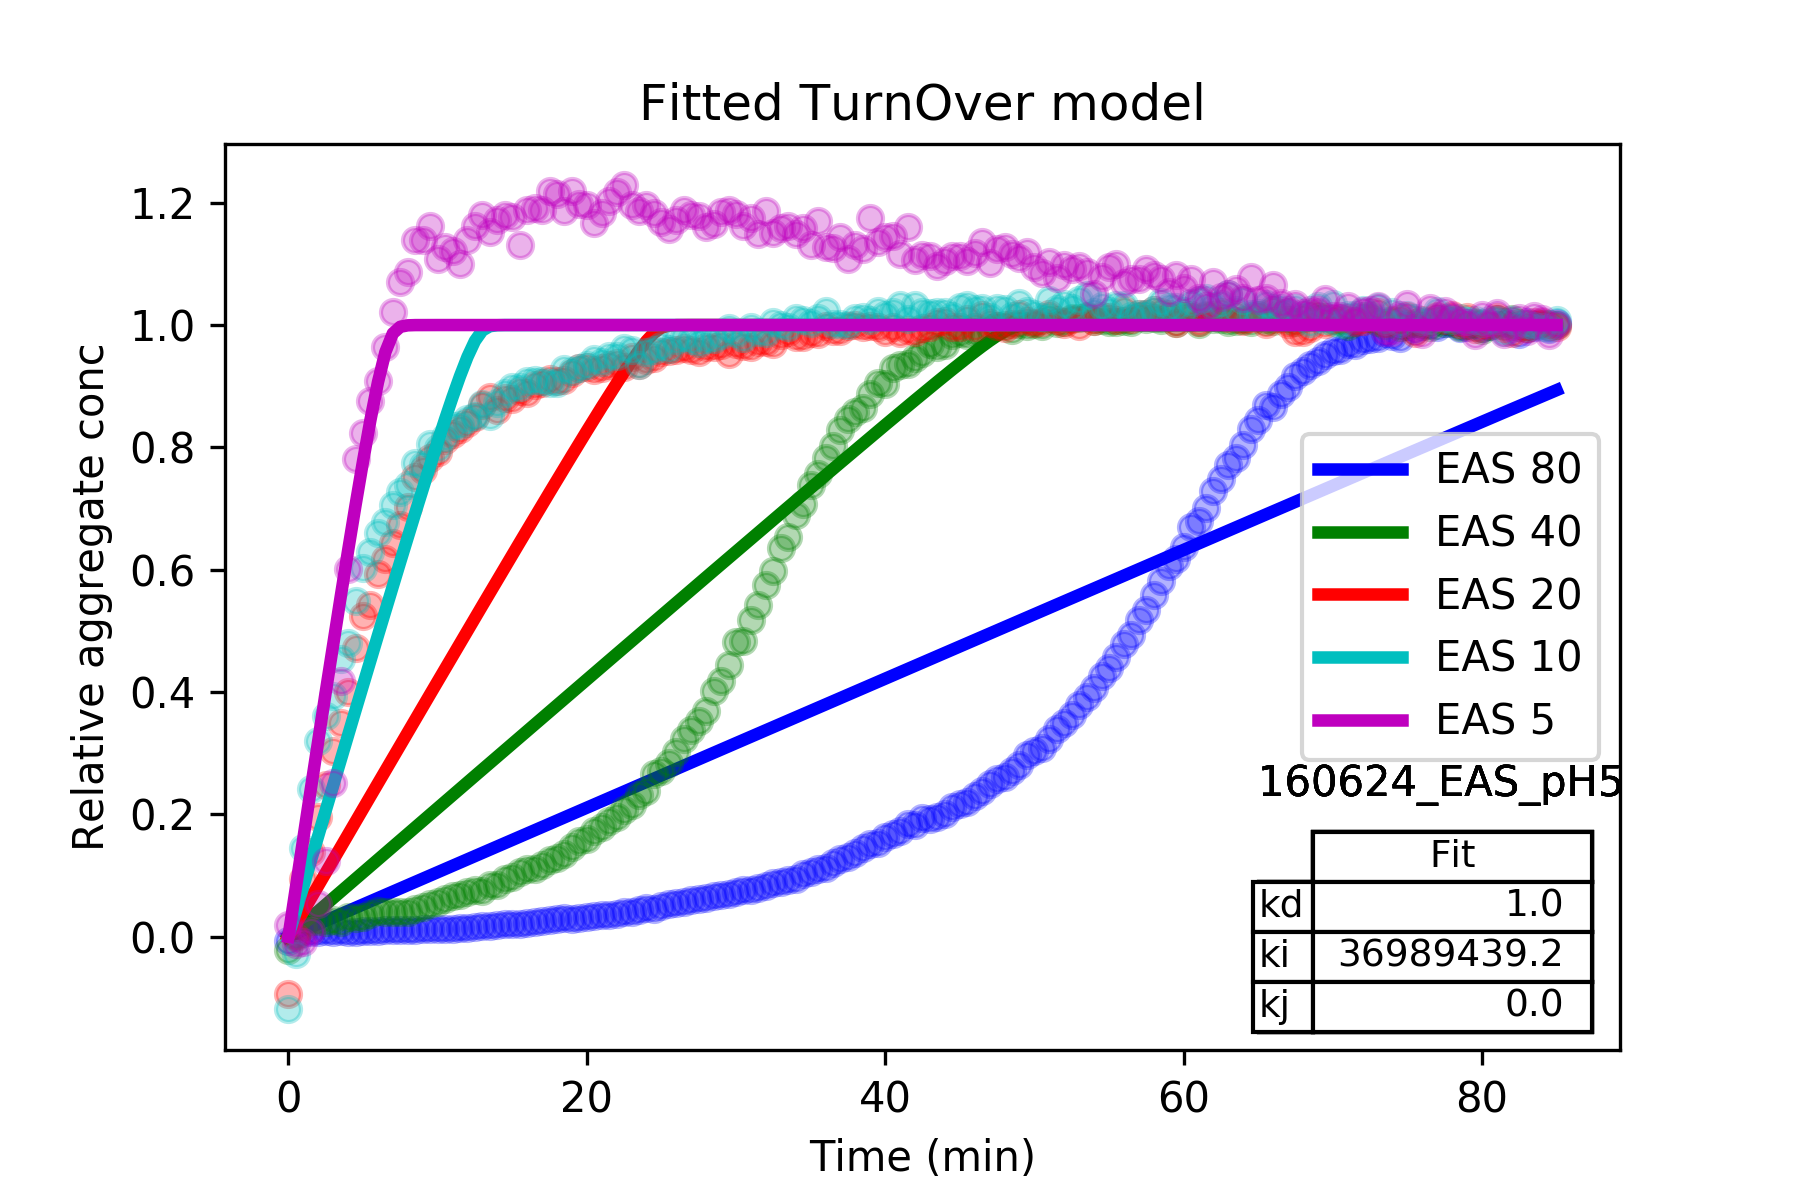 Fitted TurnOver model
Relative aggregate conc
1.2
1.0
0.8
0.6
0.4
0.2
0.0
EAS 80
EAS 40
EAS 20
EAS 10
EAS 5
160624_EAS_pH5
Fit
kd 1.0
ki 36989439.2
kj 0.0
0 20 40 60 80
Time (min)